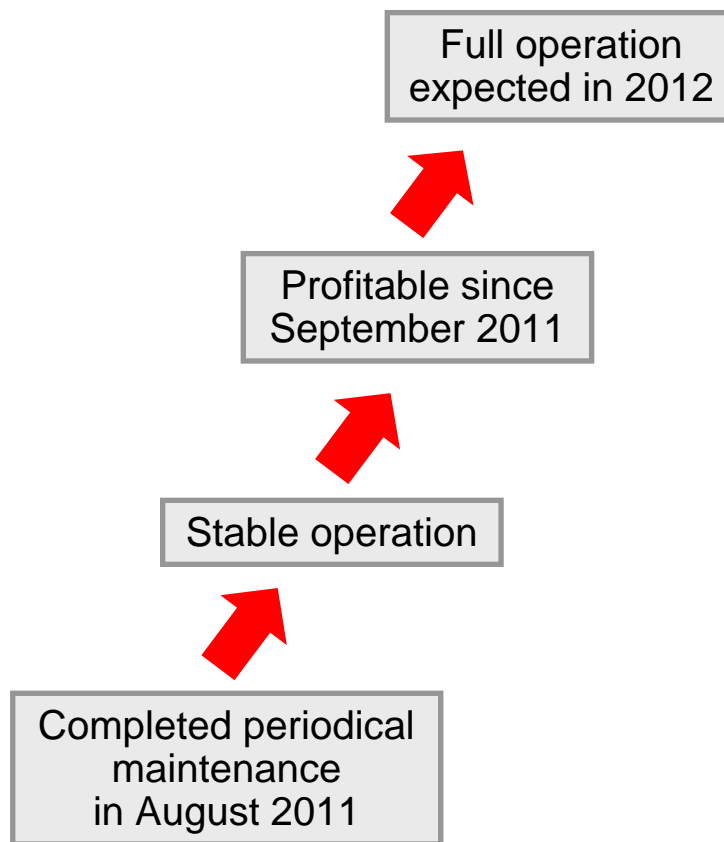 Full operation
expected in 2012
Profitable since
September 2011
Stable operation
Completed periodical
maintenance
in August 2011